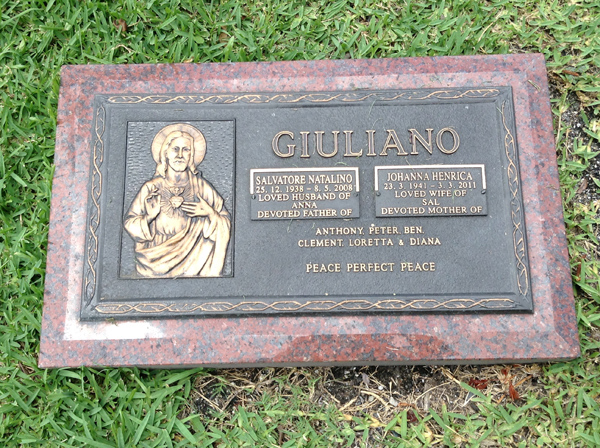 GIULIANO
SALVATORE NATALINO
25. 12. 1938 - 8. 5. 2008
LOVED HUSBAND OF
ANNA
DEVOTED FATHER OF
JOHANNA HENRICA
23. 3. 1941 - 3. 3. 2011
LOVED WIFE OF
SAL
DEVOTED MOTHER OF
ANTHONY, PETER, BEN,
CLEMENT, LORETTA & DIANA
PEACE PERFECT PEACE